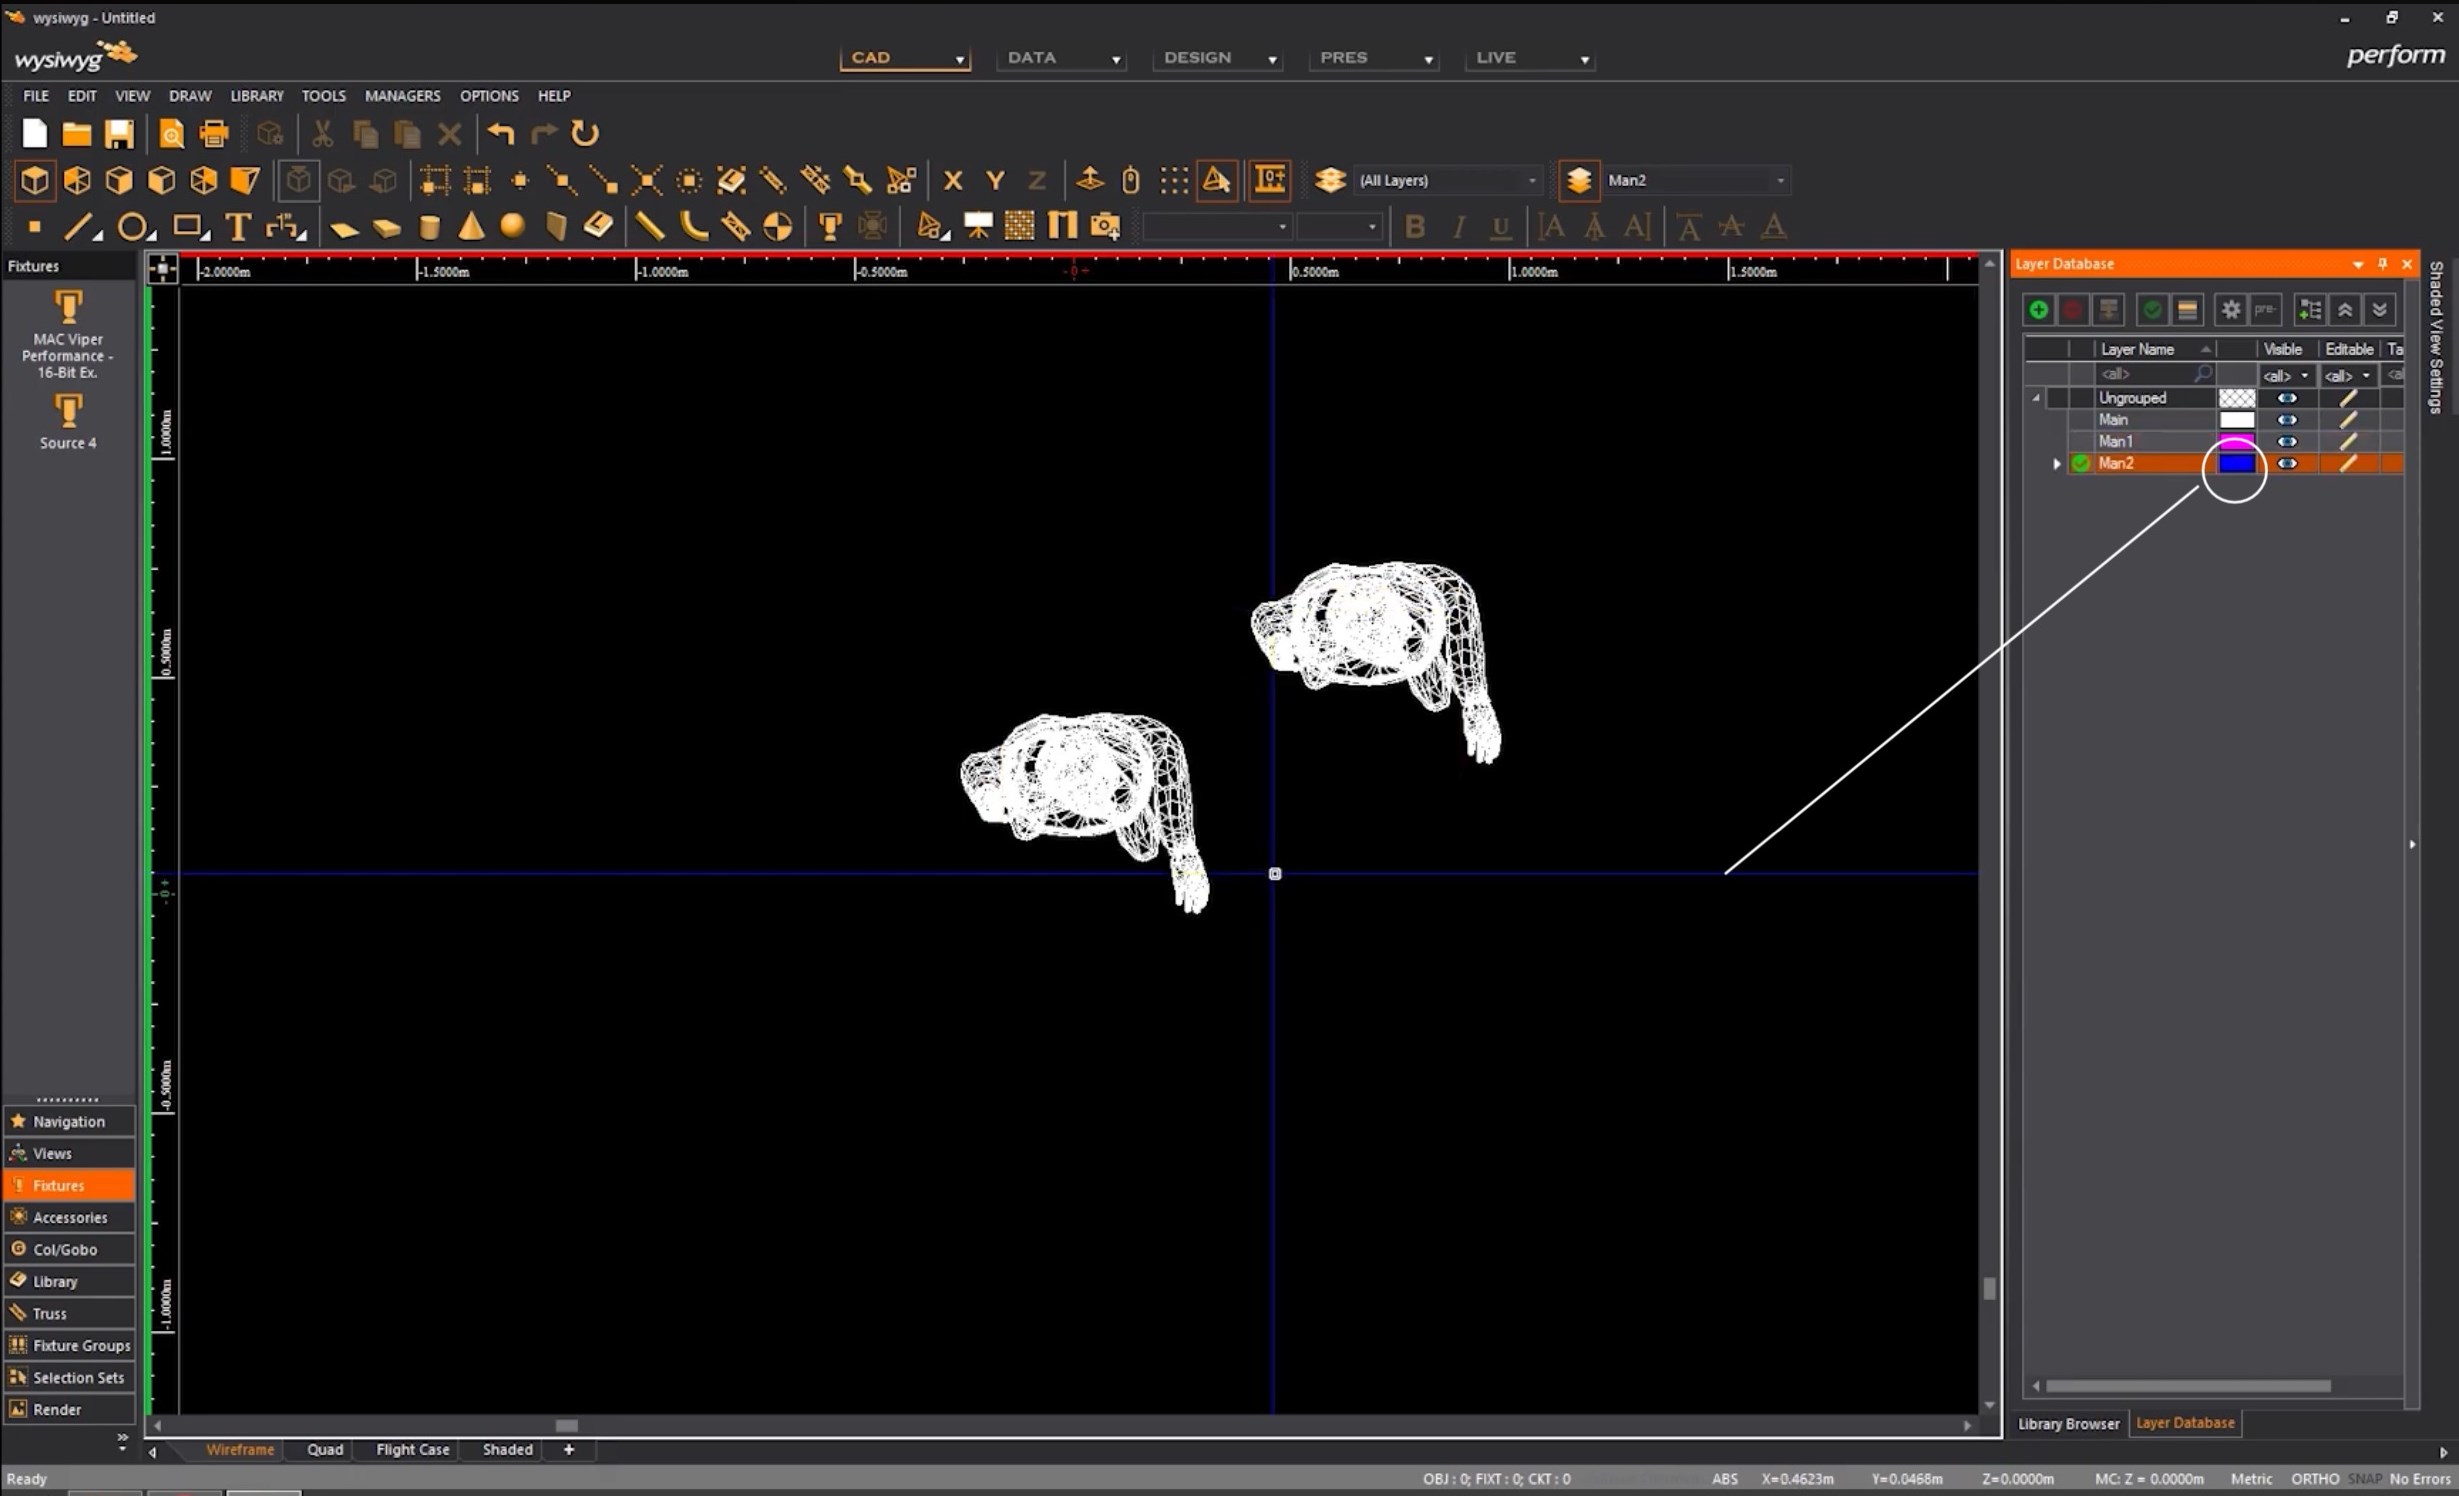 wysiwyg - Untitled
wysiwyg
CAD DATA DESIGN PRES LIVE
perform
FILE EDIT VIEW DRAW LIBRARY TOOLS MANAGERS OPTIONS HELP
X Y Z (All Layers) Man2
T B I U A A A A A A
Fixtures
-2.0000m -1.5000m -1.0000m -0.5000m -0+ 0.5000m 1.0000m 1.5000m
Layer Database
Shaded View Settings
MAC Viper
Performance -
16-Bit Ex.
Source 4
pre-
Layer Name Visible Editable Ta
<all> <all> <all>
Ungrouped
Main
Man1
Man2
1.0000m
0.5000m
-0+
-0.5000m
-1.0000m
Navigation
Views
Fixtures
Accessories
Col/Gobo
Library
Truss
Fixture Groups
Selection Sets
Render
Library Browser Layer Database
Wireframe Quad Flight Case Shaded +
Ready
OBJ : 0; FIXT : 0; CKT : 0 ABS X=0.4623m Y=0.0468m Z=0.0000m MC: Z = 0.0000m Metric ORTHO SNAP No Errors